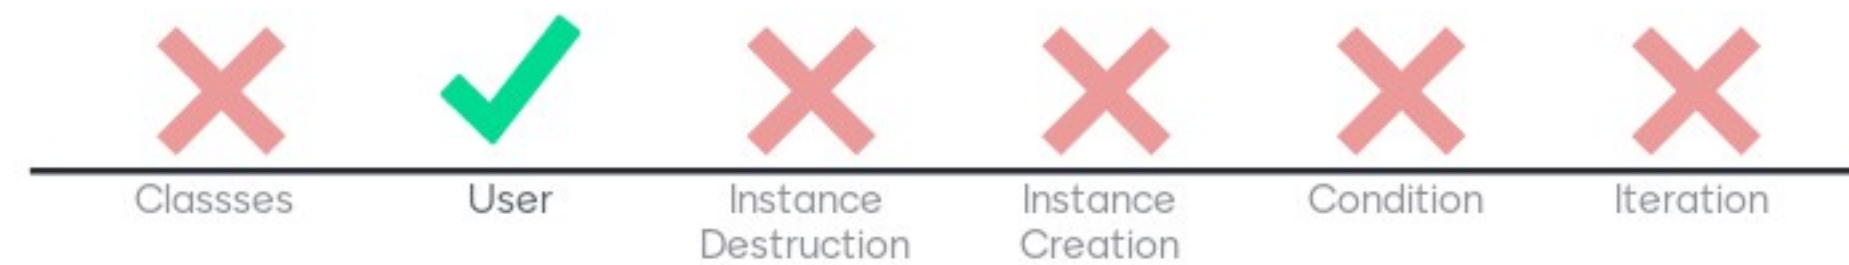 Classses
User
Instance
Destruction
Instance
Creation
Condition
Iteration